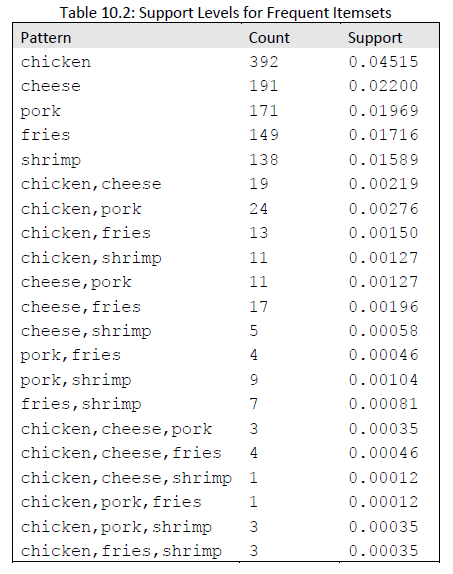 Table 10.2: Support Levels for Frequent Itemsets
Pattern Count Support
chicken 392 0.04515
cheese 191 0.02200
pork 171 0.01969
fries 149 0.01716
shrimp 138 0.01589
chicken,cheese 19 0.00219
chicken,pork 24 0.00276
chicken,fries 13 0.00150
chicken,shrimp 11 0.00127
cheese,pork 11 0.00127
cheese,fries 17 0.00196
cheese,shrimp 5 0.00058
pork,fries 4 0.00046
pork,shrimp 9 0.00104
fries,shrimp 7 0.00081
chicken,cheese,pork 3 0.00035
chicken,cheese,fries 4 0.00046
chicken,cheese,shrimp 1 0.00012
chicken,pork,fries 1 0.00012
chicken,pork,shrimp 3 0.00035
chicken,fries,shrimp 3 0.00035